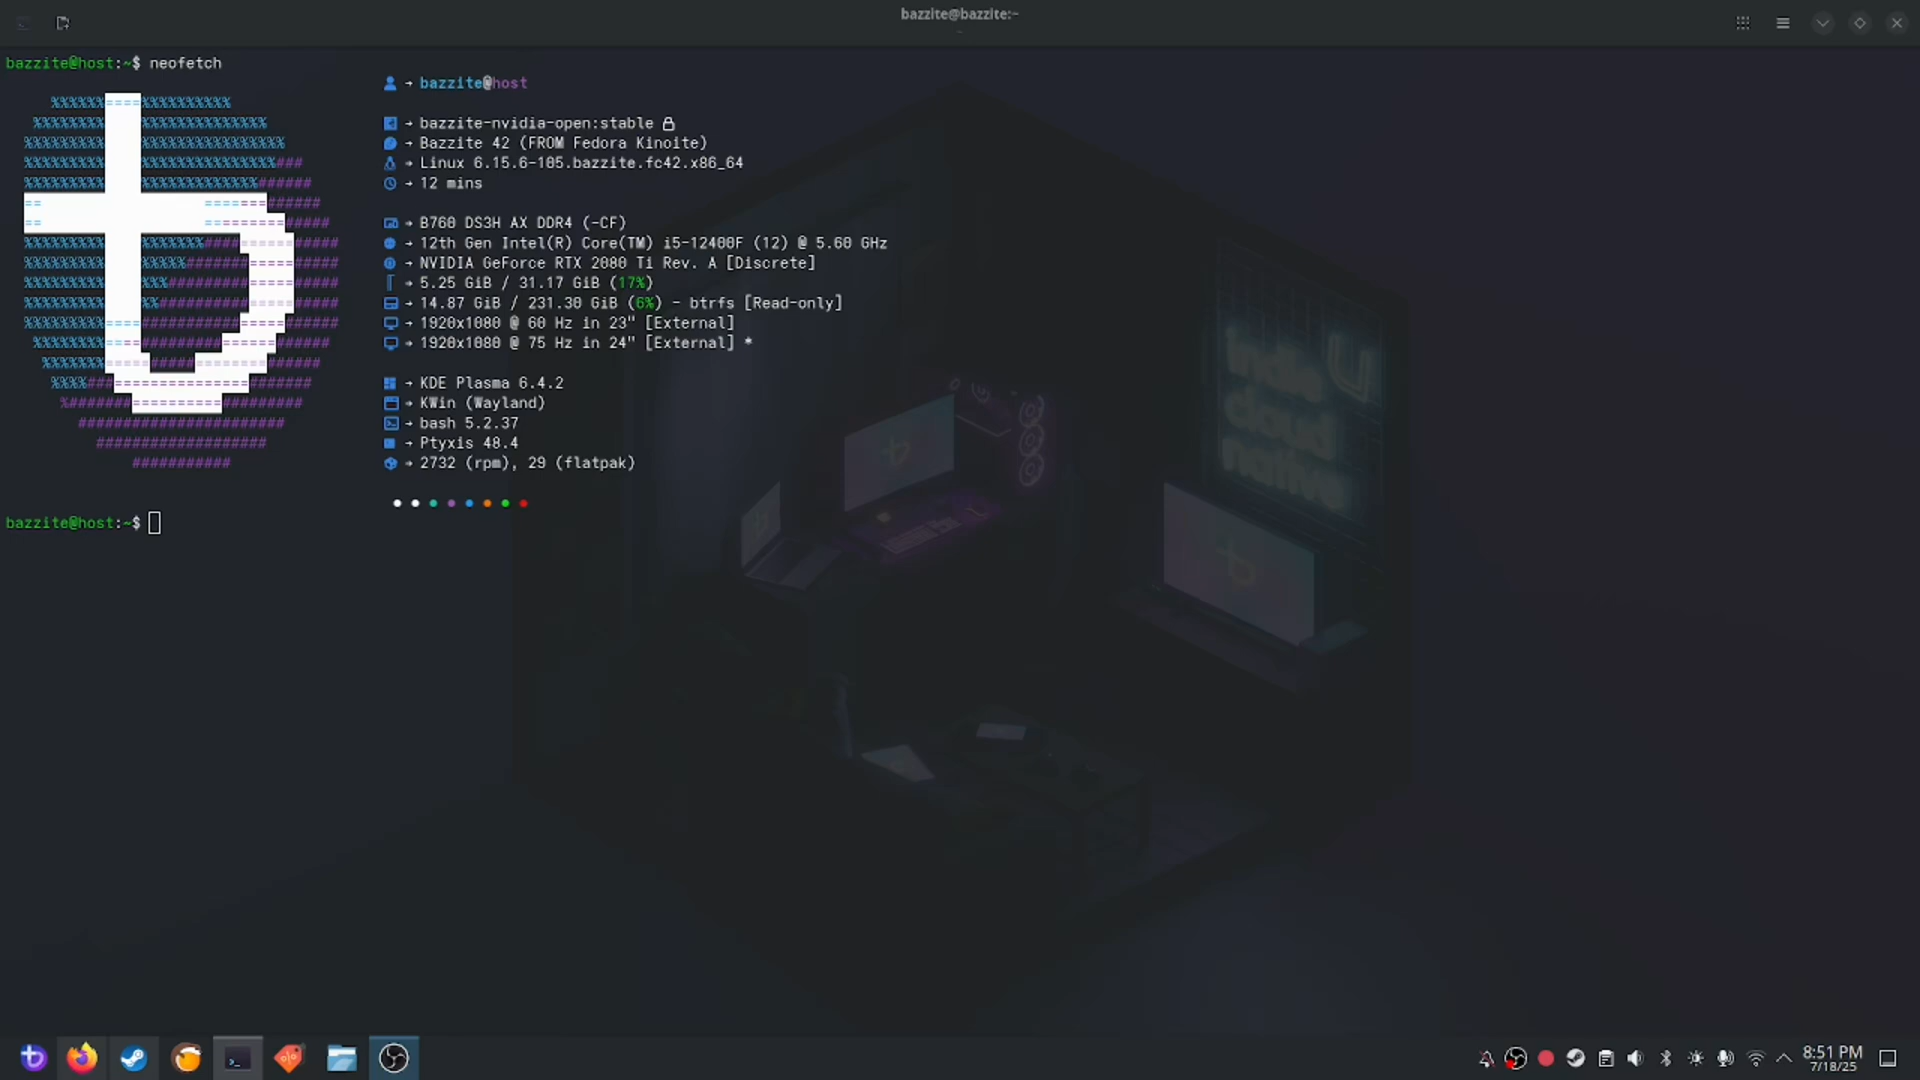 bazzite@bazzite:~
~
bazzite@host:~$ neofetch
%%%%%%====%%%%%%%%%%
%%%%%%%%====%%%%%%%%%%%%%%
➜ bazzite@host
➜ bazzite-nvidia-open:stable
➜ Bazzite 42 (FROM Fedora Kinoite)
➜ Linux 6.15.6-105.bazzite.fc42.x86_64
➜ 12 mins
➜ B760 DS3H AX DDR4 (-CF)
➜ 12th Gen Intel(R) Core(TM) i5-12400F (12) @ 5.60 GHz
➜ NVIDIA GeForce RTX 2080 Ti Rev. A [Discrete]
➜ 5.25 GiB / 31.17 GiB (17%)
➜ 14.87 GiB / 231.30 GiB (6%) - btrfs [Read-only]
➜ 1920x1080 @ 60 Hz in 23" [External]
➜ 1920x1080 @ 75 Hz in 24" [External] *
➜ KDE Plasma 6.4.2
➜ KWin (Wayland)
➜ bash 5.2.37
➜ Ptyxis 48.4
➜ 2732 (rpm), 29 (flatpak)
bazzite@host:~$
indie
cloud
native
8:51 PM
7/18/25